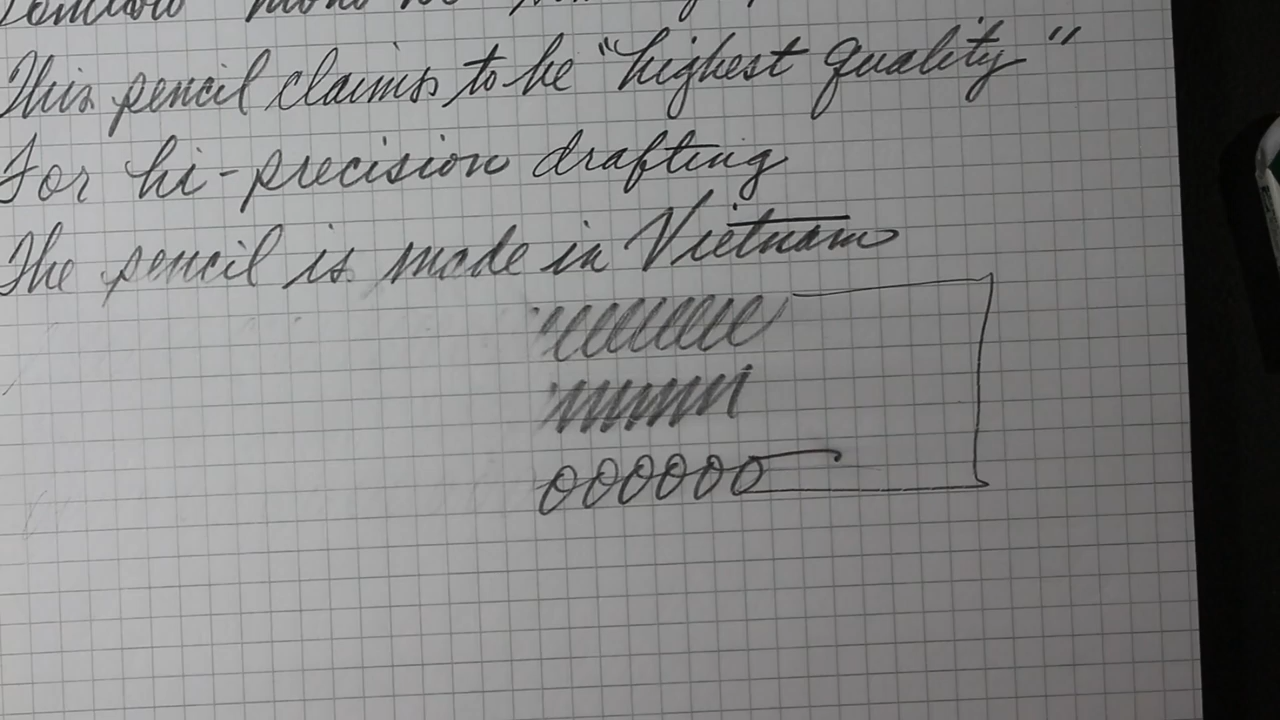 This pencil claims to be "highest quality"
For hi-precision drafting
The pencil is made in Vietnam